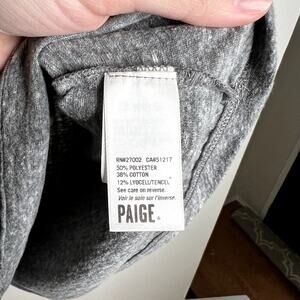 RN#27002 CA#51217
50% POLYESTER
38% COTTON
12% LYOCELL/TENCEL
See care on reverse.
Voir le soin sur l'inverse.
PAIGE